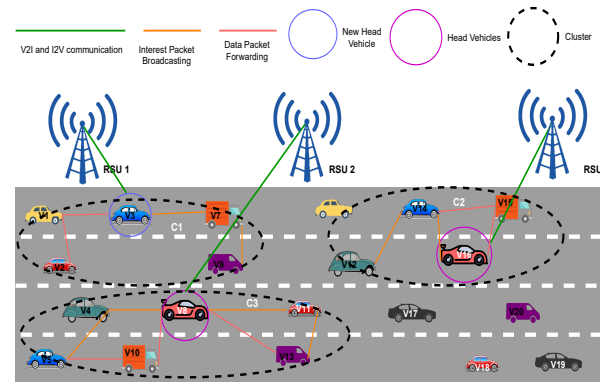 V2I and I2V communication
Interest Packet
Broadcasting
Data Packet
Forwarding
New Head
Vehicle
Head Vehicles
Cluster
RSU 1
RSU 2
RSU
V1
V3
V7
C1
V2
V9
V14
C2
V15
V12
V16
V4
V8
C3
V11
V5
V10
V13
V17
V20
V18
V19